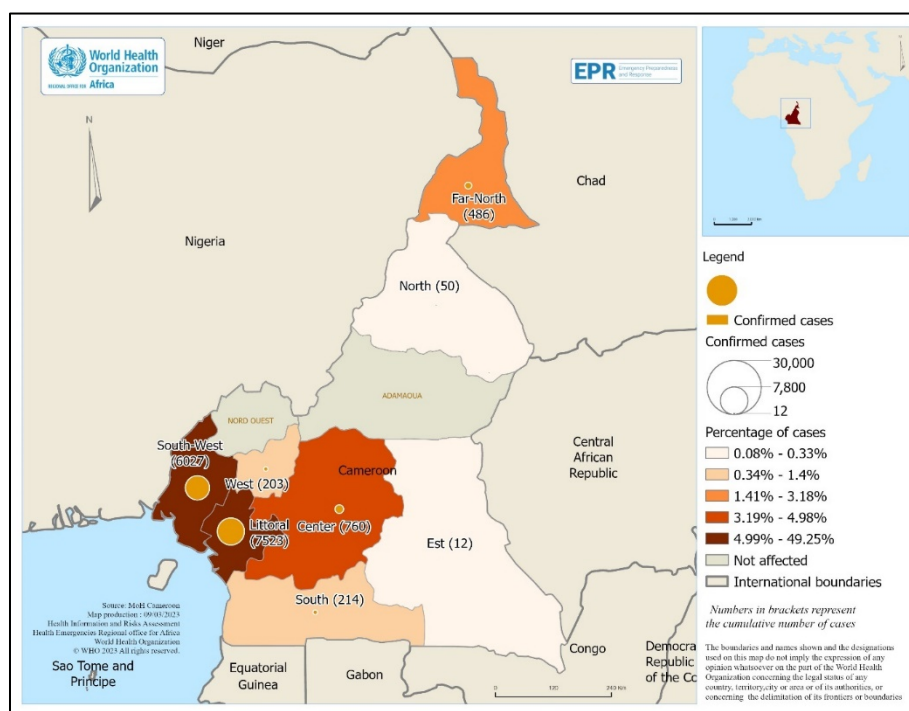 World Health
Organization
REGIONAL OFFICE FOR Africa
EPR
Emergency Preparedness
and Response
Niger
N
Chad
Far-North
(486)
Nigeria
North (50)
ADAMAOUA
NORD OUEST
South-West
(6027)
Cameroon
Central
African
Republic
West (203)
Littoral
(7523)
Center (760)
Est (12)
South (214)
Source: MoH Cameroon
Map production : 09/03/2023
Health Information and Risks Assessment
Health Emergencies Regional office for Africa
World Health Organization
© WHO 2023 All rights reserved.
Sao Tome and
Principe
Equatorial
Guinea
Gabon
Congo
Democra
Republic
of the Co
Legend
Confirmed cases
Confirmed cases
30,000
7,800
12
Percentage of cases
0.08% - 0.33%
0.34% - 1.4%
1.41% - 3.18%
3.19% - 4.98%
4.99% - 49.25%
Not affected
International boundaries
Numbers in brackets represent
the cumulative number of cases
The boundaries and names shown and the designations
used on this map do not imply the expression of any
opinion whatsoever on the part of the World Health
Organization concerning the legal status of any
country, territory,city or area or of its authorities, or
concerning the delimitation of its frontiers or boundaries